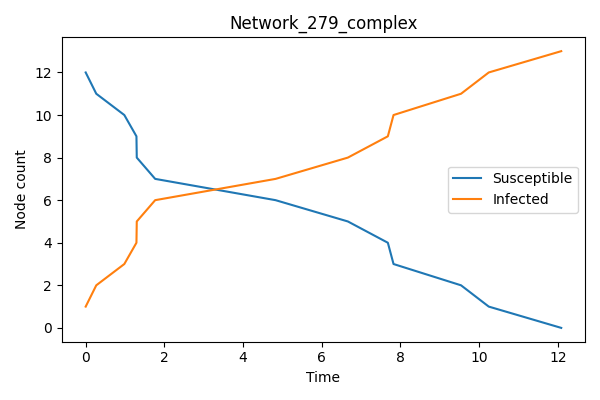 Network_279_complex
Node count
12
10
8
6
4
2
0
Susceptible
Infected
0 2 4 6 8 10 12
Time